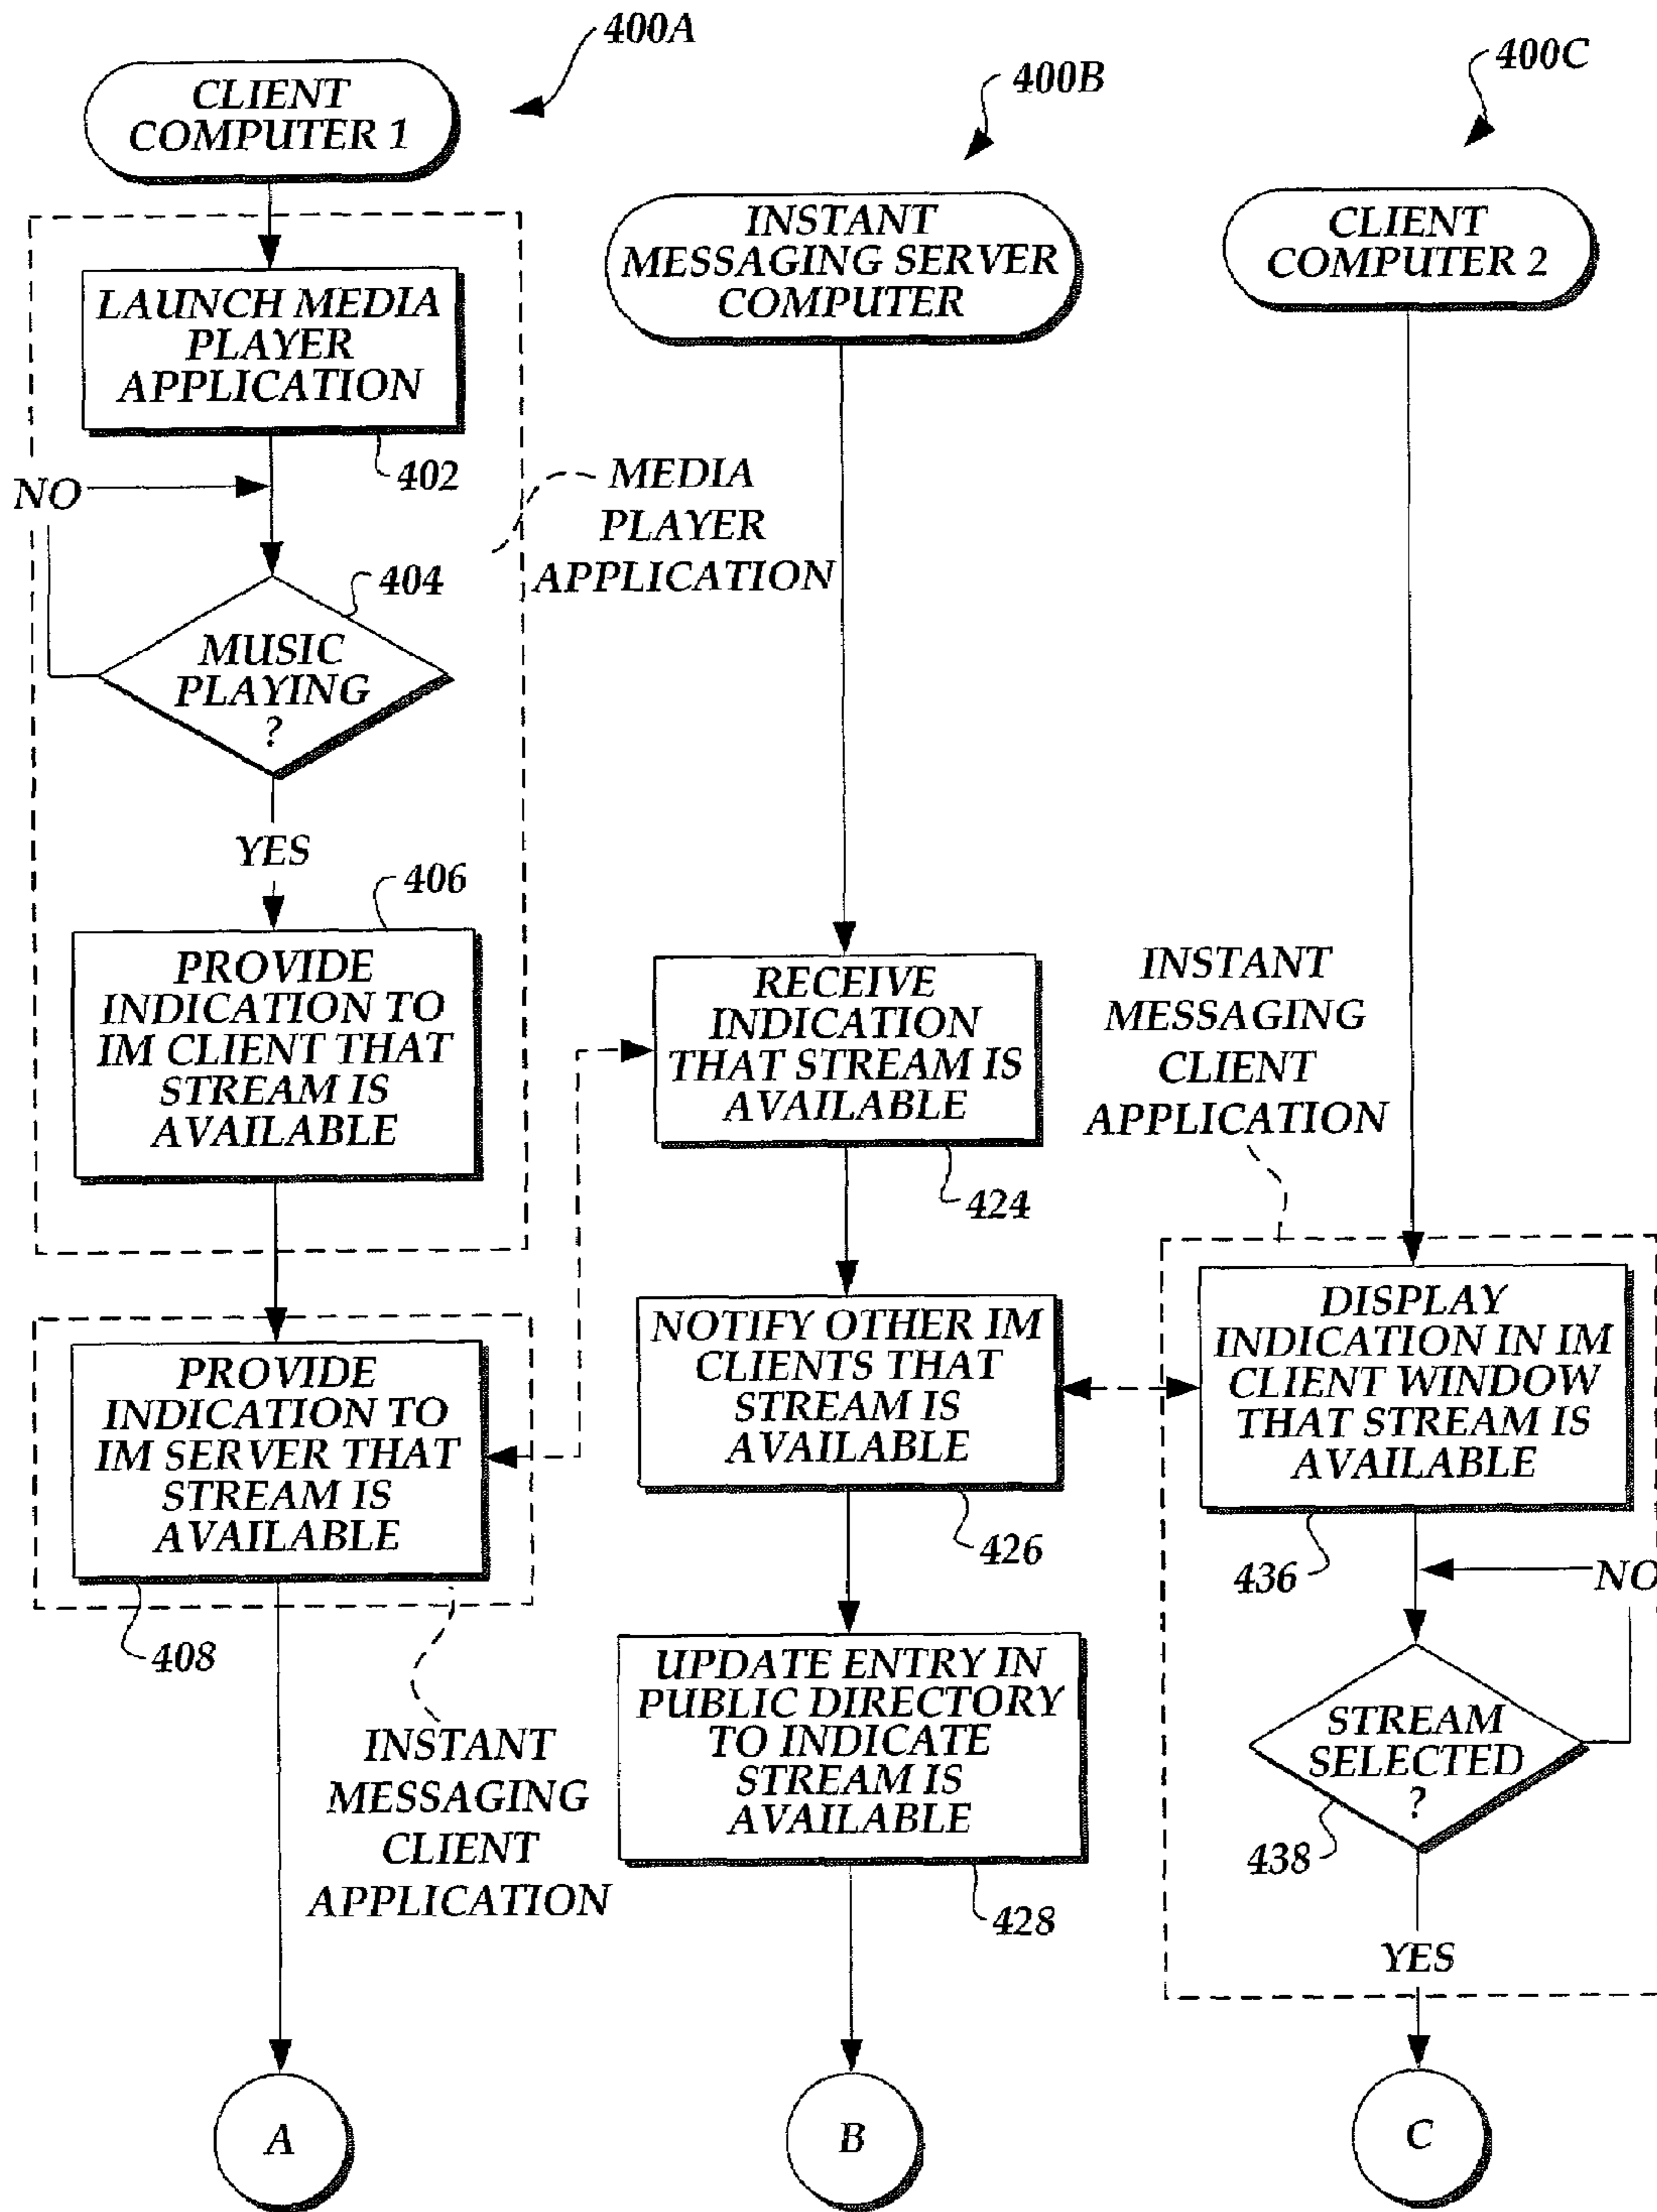 400A
CLIENT
COMPUTER 1
LAUNCH MEDIA
PLAYER
APPLICATION
402
NO
MEDIA
PLAYER
APPLICATION
404
MUSIC
PLAYING
?
YES
406
PROVIDE
INDICATION TO
IM CLIENT THAT
STREAM IS
AVAILABLE
PROVIDE
INDICATION TO
IM SERVER THAT
STREAM IS
AVAILABLE
408
INSTANT
MESSAGING
CLIENT
APPLICATION
A
400B
INSTANT
MESSAGING SERVER
COMPUTER
RECEIVE
INDICATION
THAT STREAM IS
AVAILABLE
424
NOTIFY OTHER IM
CLIENTS THAT
STREAM IS
AVAILABLE
426
UPDATE ENTRY IN
PUBLIC DIRECTORY
TO INDICATE
STREAM IS
AVAILABLE
428
B
400C
CLIENT
COMPUTER 2
INSTANT
MESSAGING
CLIENT
APPLICATION
DISPLAY
INDICATION IN IM
CLIENT WINDOW
THAT STREAM IS
AVAILABLE
436
NO
STREAM
SELECTED
?
438
YES
C